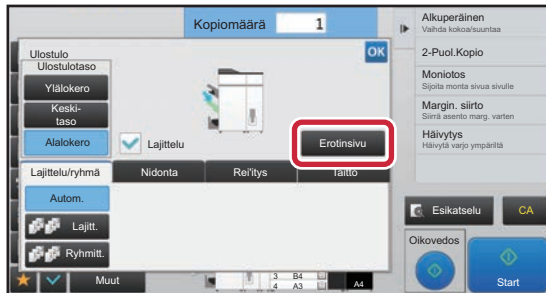 Kopiomäärä 1
Ulostulo
OK
Ulostulotaso
Ylälokero
Keski-
taso
Alalokero
Lajittelu
Erotinsivu
Lajittelu/ryhmä
Nidonta
Rei'itys
Taitto
Autom.
Lajitt.
Ryhmitt.
Muut
3 B4
4 A3
A4
Alkuperäinen
Vaihda kokoa/suuntaa
2-Puol.Kopio
Moniotos
Sijoita monta sivua sivulle
Margin. siirto
Siirrä asento marg. varten
Häivytys
Häivytä varjo ympäriltä
Esikatselu
CA
Oikovedos
Start